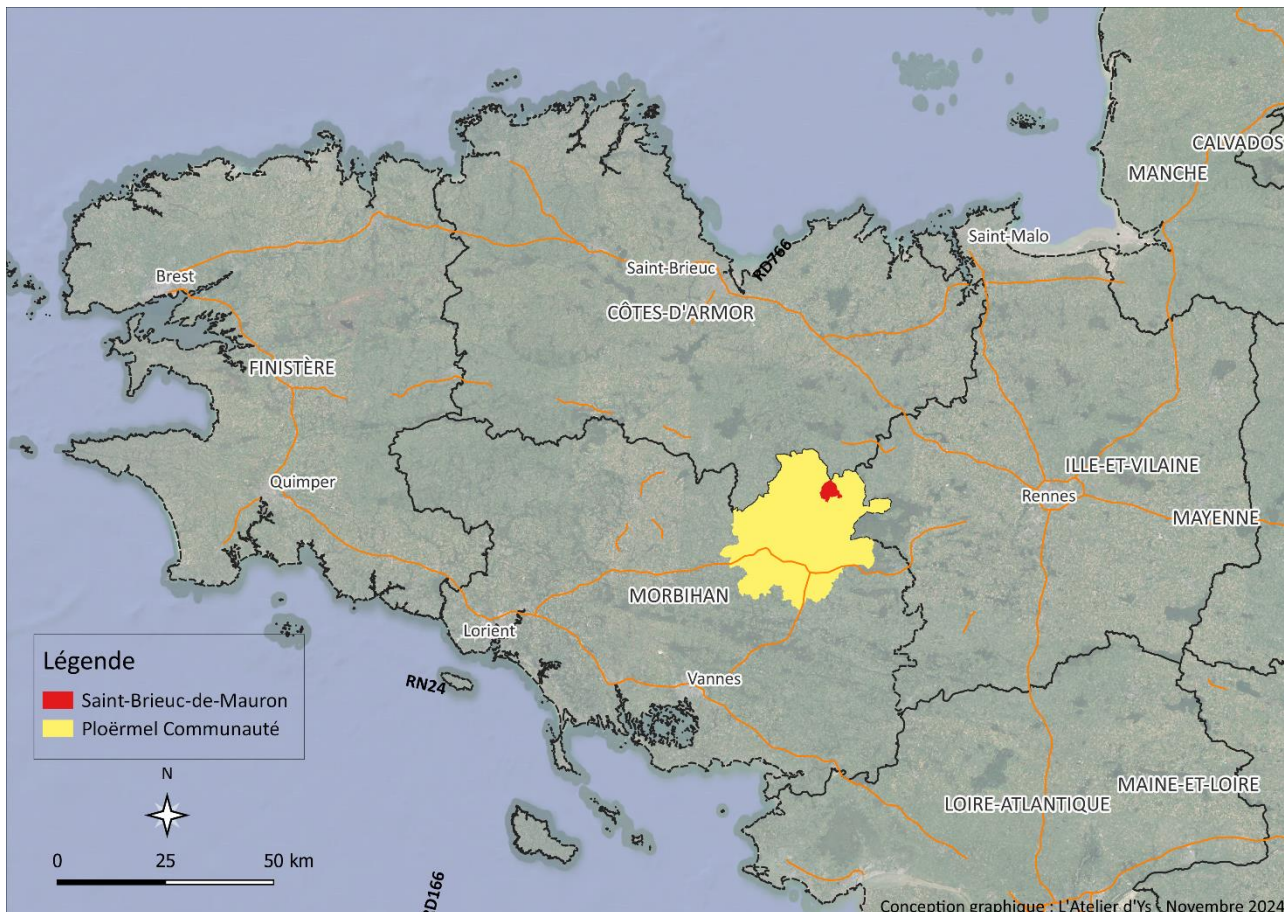 CALVADOS
MANCHE
Saint-Malo
RD766
Saint-Brieuc
Brest
CÔTES-D'ARMOR
FINISTÈRE
ILLE-ET-VILAINE
Quimper
Rennes
MAYENNE
MORBIHAN
Lorient
Vannes
RN24
Légende
Saint-Brieuc-de-Mauron
Ploërmel Communauté
N
MAINE-ET-LOIRE
LOIRE-ATLANTIQUE
0 25 50 km
RD166
Conception graphique : L'Atelier d'Ys - Novembre 2024